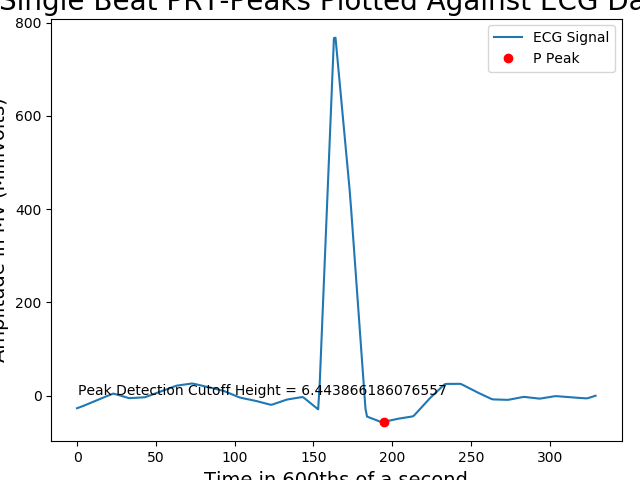 Single Beat PRT-Peaks Plotted Against ECG Da
ECG Signal
P Peak
800
600
400
200
0
Amplitude in MV (Millivolts)
Peak Detection Cutoff Height = 6.443866186076557
0 50 100 150 200 250 300
Time in 600ths of a second